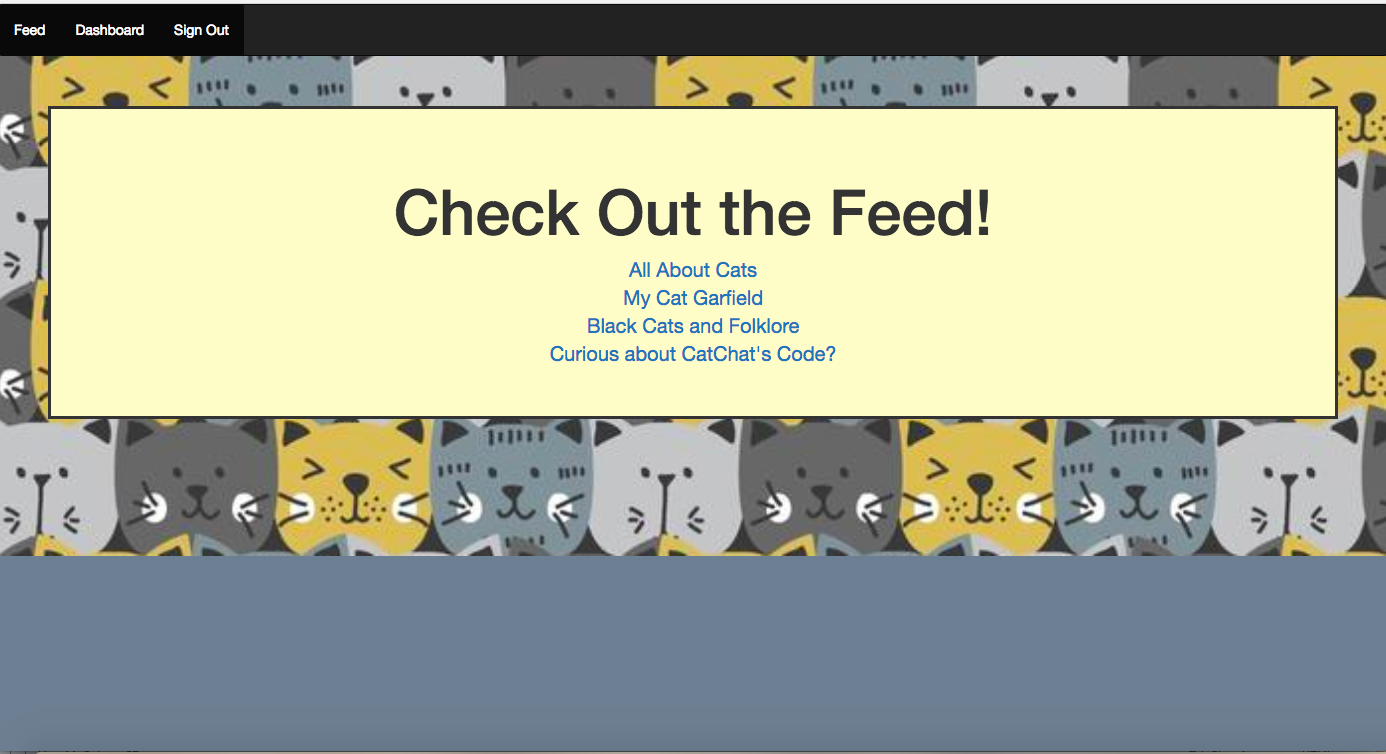 Feed Dashboard Sign Out
Check Out the Feed!
All About Cats
My Cat Garfield
Black Cats and Folklore
Curious about CatChat's Code?